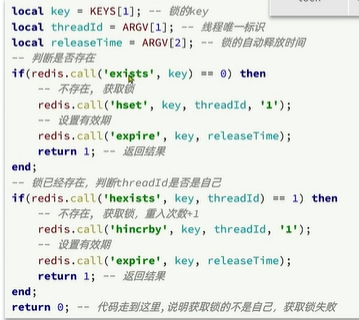 local key = KEYS[1]; -- 锁的key
local threadId = ARGV[1]; -- 线程唯一标识
local releaseTime = ARGV[2]; -- 锁的自动释放时间
-- 判断是否存在
if(redis.call('exists', key) == 0) then
-- 不存在, 获取锁
redis.call('hset', key, threadId, '1');
-- 设置有效期
redis.call('expire', key, releaseTime);
return 1; -- 返回结果
end;
-- 锁已经存在，判断threadId是否是自己
if(redis.call('hexists', key, threadId) == 1) then
-- 不存在, 获取锁，重入次数+1
redis.call('hincrby', key, threadId, '1');
-- 设置有效期
redis.call('expire', key, releaseTime);
return 1; -- 返回结果
end;
return 0; -- 代码走到这里,说明获取锁的不是自己，获取锁失败